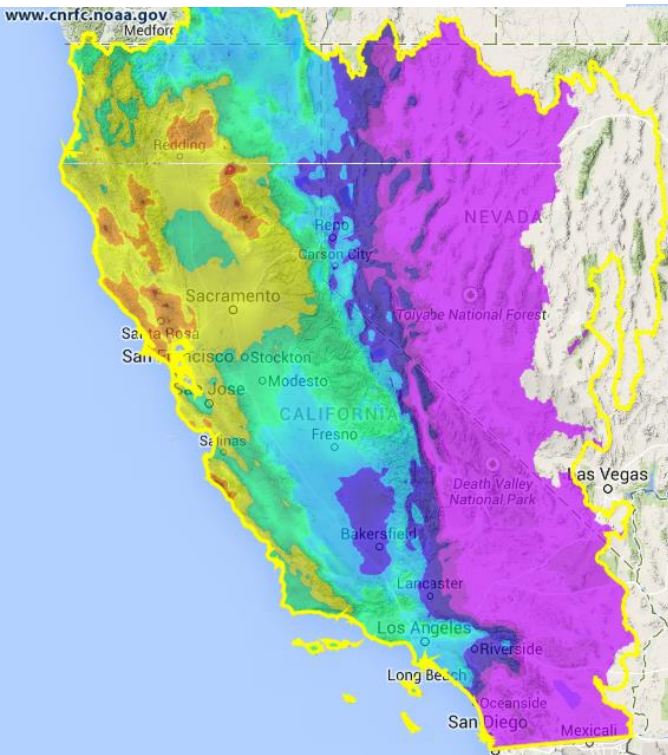 www.cnrfc.noaa.gov
Medford
Redding
NEVADA
Reno
Carson City
Sacramento
Toiyabe National Forest
Santa Rosa
San Francisco
Stockton
Modesto
San Jose
CALIFORNIA
Salinas
Fresno
Las Vegas
Death Valley
National Park
Bakersfield
Lancaster
Los Angeles
Riverside
Long Beach
Oceanside
San Diego
Mexicali